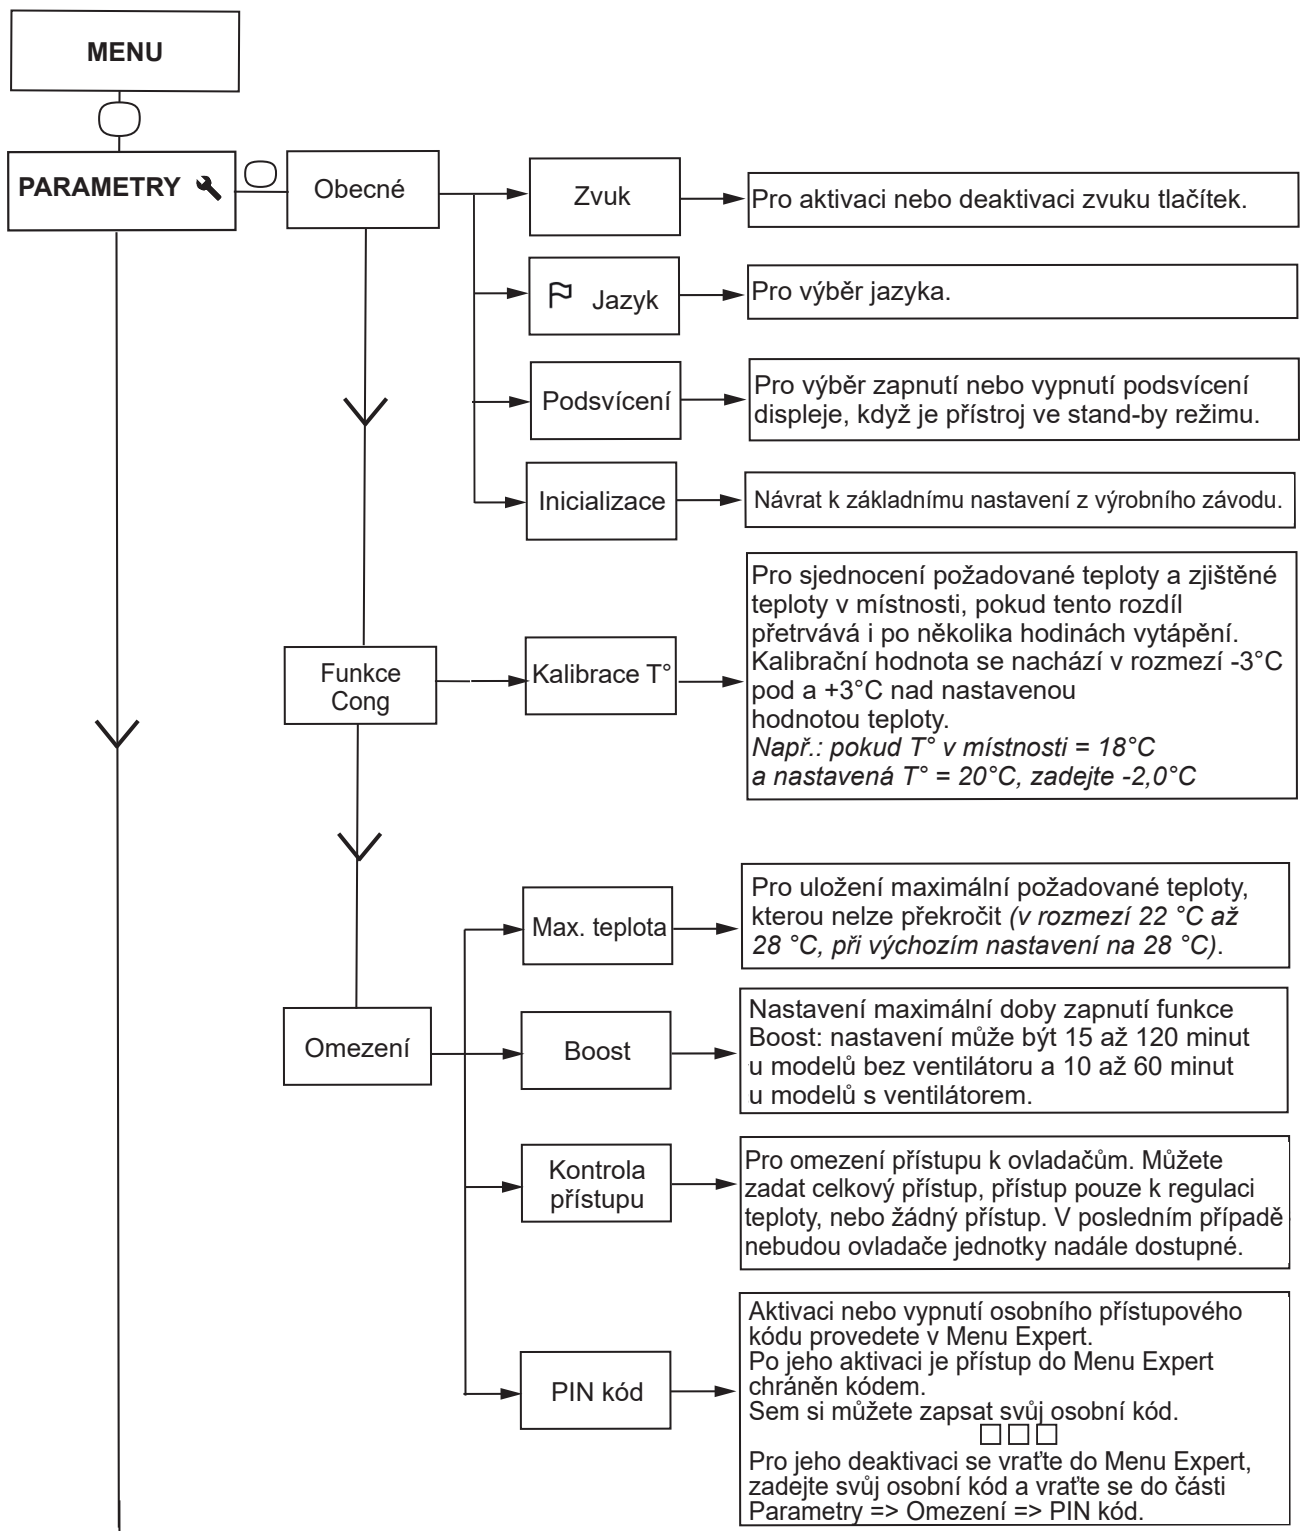 MENU
PARAMETRY
Obecné
Zvuk
Pro aktivaci nebo deaktivaci zvuku tlačítek.
Jazyk
Pro výběr jazyka.
Podsvícení
Pro výběr zapnutí nebo vypnutí podsvícení
displeje, když je přístroj ve stand-by režimu.
Inicializace
Návrat k základnímu nastavení z výrobního závodu.
Funkce
Cong
Kalibrace T°
Pro sjednocení požadované teploty a zjištěné
teploty v místnosti, pokud tento rozdíl
přetrvává i po několika hodinách vytápění.
Kalibrační hodnota se nachází v rozmezí -3°C
pod a +3°C nad nastavenou
hodnotou teploty.
Např.: pokud T° v místnosti = 18°C
a nastavená T° = 20°C, zadejte -2,0°C
Omezení
Max. teplota
Pro uložení maximální požadované teploty,
kterou nelze překročit (v rozmezí 22 °C až
28 °C, při výchozím nastavení na 28 °C).
Boost
Nastavení maximální doby zapnutí funkce
Boost: nastavení může být 15 až 120 minut
u modelů bez ventilátoru a 10 až 60 minut
u modelů s ventilátorem.
Kontrola
přístupu
Pro omezení přístupu k ovladačům. Můžete
zadat celkový přístup, přístup pouze k regulaci
teploty, nebo žádný přístup. V posledním případě
nebudou ovladače jednotky nadále dostupné.
PIN kód
Aktivaci nebo vypnutí osobního přístupového
kódu provedete v Menu Expert.
Po jeho aktivaci je přístup do Menu Expert
chráněn kódem.
Sem si můžete zapsat svůj osobní kód.
Pro jeho deaktivaci se vraťte do Menu Expert,
zadejte svůj osobní kód a vraťte se do části
Parametry => Omezení => PIN kód.